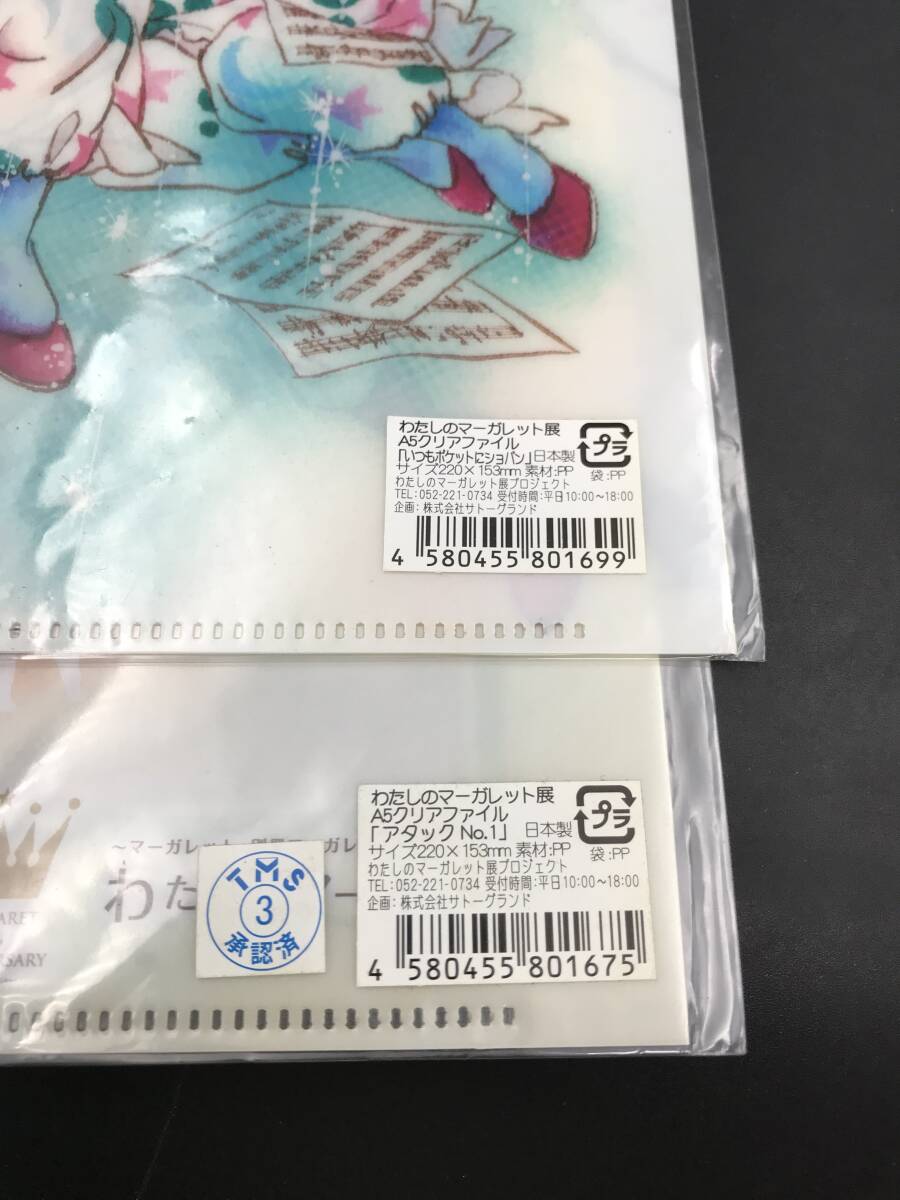 わたしのマーガレット展
A5クリアファイル
「いつもポケットにショパン」日本製
サイズ220×153mm 素材:PP
プラ
袋:PP
わたしのマーガレット展プロジェクト
TEL:052-221-0734 受付時間:平日10:00〜18:00
企画:株式会社サトーグランド
4 580455 801699
わたしのマーガレット展
A5クリアファイル
「アタック No.1」 日本製
サイズ220×153mm 素材:PP
プラ
袋:PP
わたしのマーガレット展プロジェクト
TEL:052-221-0734 受付時間:平日10:00〜18:00
企画:株式会社サトーグランド
4 580455 801675
TMS
3
承認済
〜マーガレット
わた